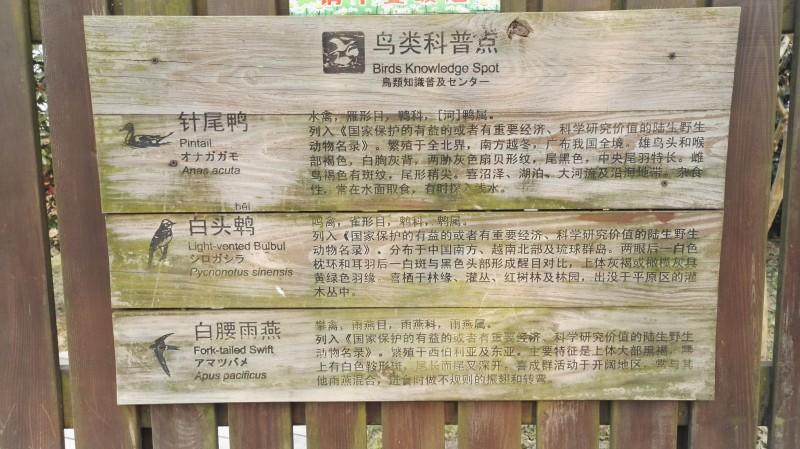 鸟类科普点
Birds Knowledge Spot
鳥類知識普及センター
针尾鸭
Pintail
オナガガモ
Anas acuta
水禽，雁形目，鸭科，[河]鸭属。
列入《国家保护的有益的或者有重要经济、科学研究价值的陆生野生
动物名录》。繁殖于全北界，南方越冬，广布我国全境。雄鸟头和喉
部褐色，白胸灰背，两胁灰色扇贝形纹，尾黑色，中央尾羽特长。雌
鸟褐色有斑纹，尾形稍尖。喜沼泽、湖泊、大河流及沿海地带。杂食
性，常在水面取食，有时探入浅水。
bēi
白头鹎
Light-vented Bulbul
シロガシラ
Pycnonotus sinensis
鸣禽，雀形目，鹎科，鹎属。
列入《国家保护的有益的或者有重要经济、科学研究价值的陆生野生
动物名录》。分布于中国南方、越南北部及琉球群岛。两眼后一白色
枕环和耳羽后一白斑与黑色头部形成醒目对比，上体灰褐或橄榄灰具
黄绿色羽缘。喜栖于林缘、灌丛、红树林及林园，出没于平原区的灌
木丛中。
白腰雨燕
Fork-tailed Swift
アマツバメ
Apus pacificus
攀禽，雨燕目，雨燕科，雨燕属。
列入《国家保护的有益的或者有重要经济、科学研究价值的陆生野生
动物名录》。繁殖于西伯利亚及东亚。主要特征是上体大部黑褐，腰
上有白色鞍形斑，尾长而尾叉深开。喜成群活动于开阔地区，常与其
他雨燕混合，进食时做不规则的振翅和转弯。